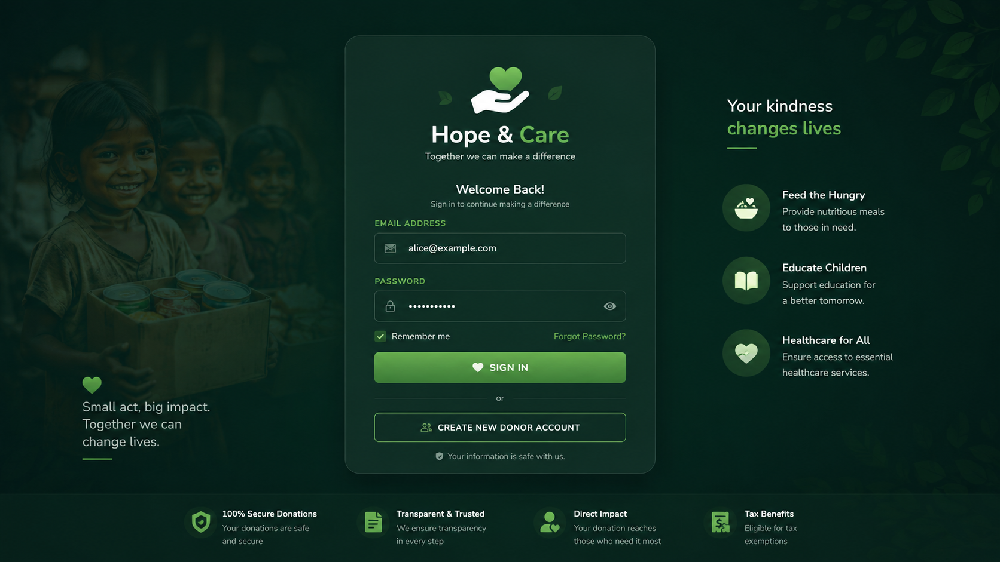 Hope & Care
Together we can make a difference
Welcome Back!
Sign in to continue making a difference
EMAIL ADDRESS
alice@example.com
PASSWORD
•••••••••••
Remember me
Forgot Password?
SIGN IN
or
CREATE NEW DONOR ACCOUNT
Your information is safe with us.
Small act, big impact.
Together we can
change lives.
Your kindness
changes lives
Feed the Hungry
Provide nutritious meals
to those in need.
Educate Children
Support education for
a better tomorrow.
Healthcare for All
Ensure access to essential
healthcare services.
100% Secure Donations
Your donations are safe
and secure
Transparent & Trusted
We ensure transparency
in every step
Direct Impact
Your donation reaches
those who need it most
$
Tax Benefits
Eligible for tax
exemptions